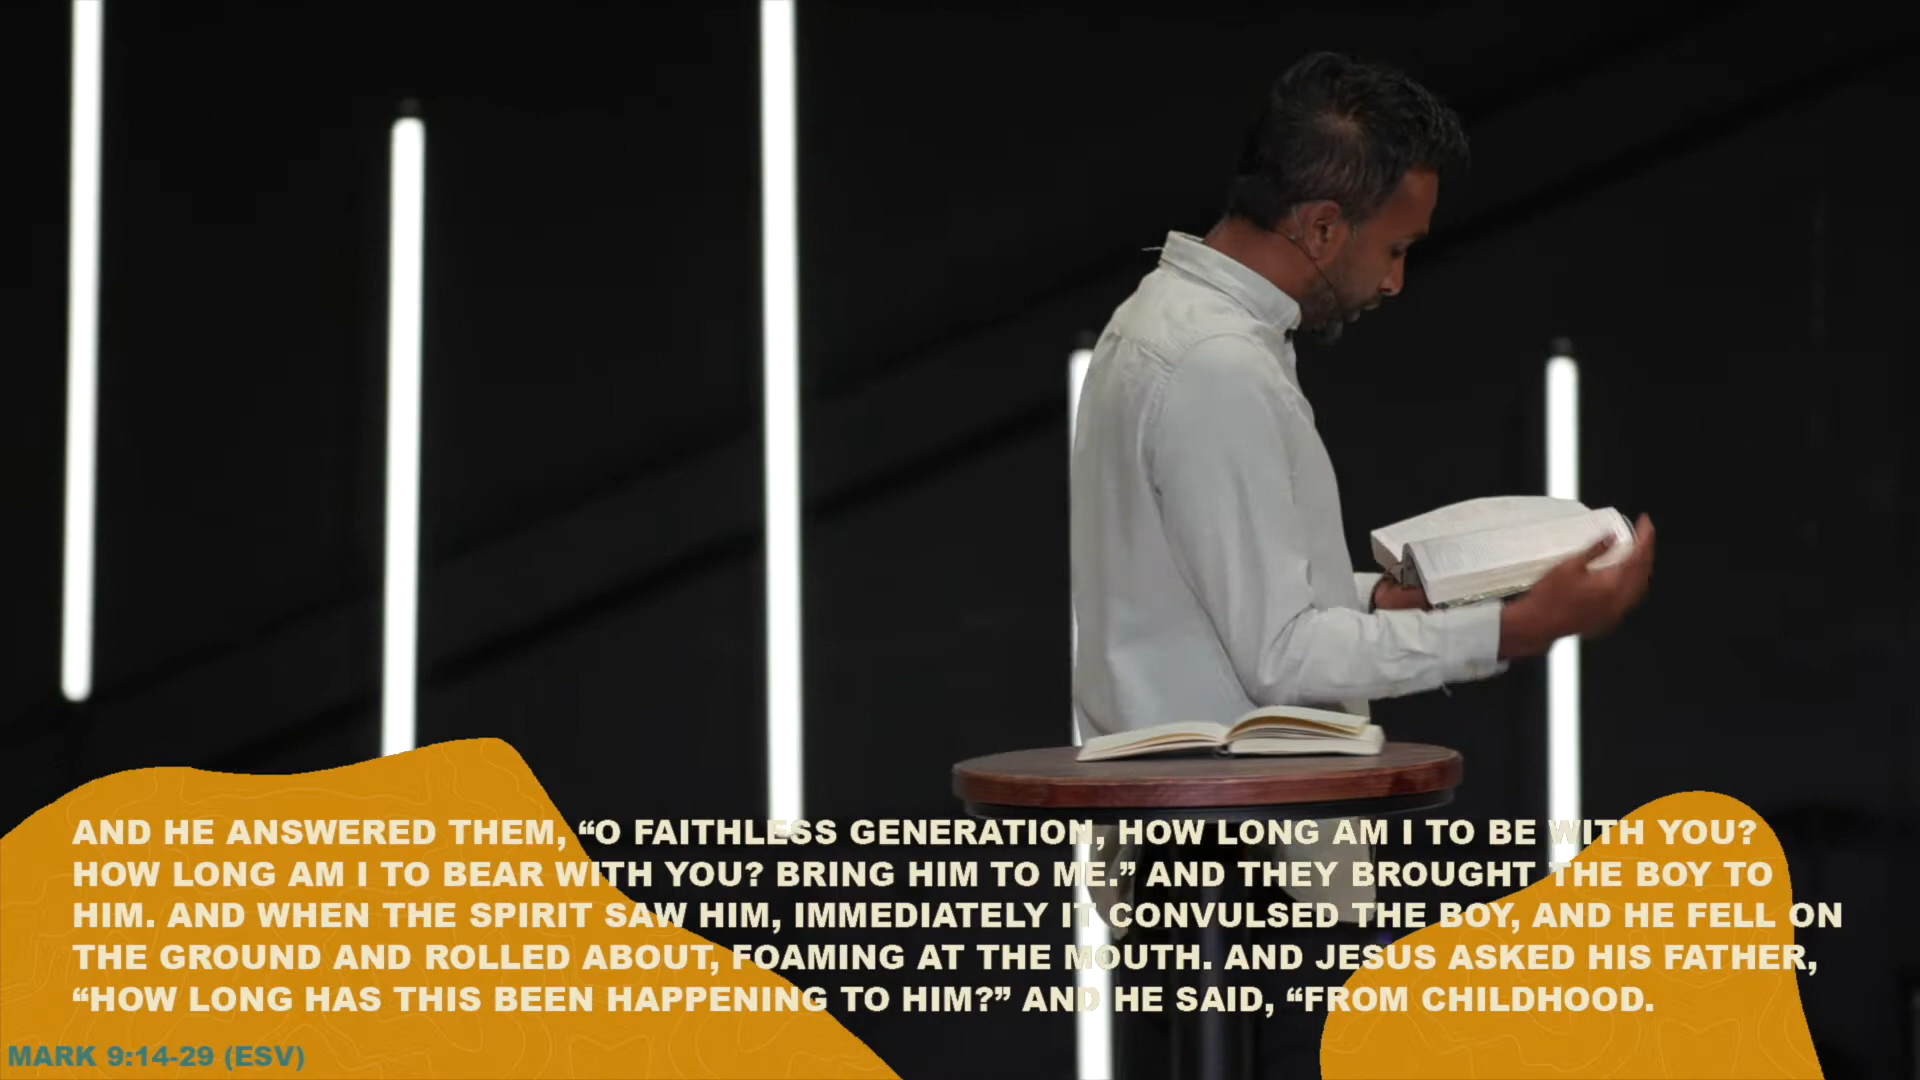 AND HE ANSWERED THEM, “O FAITHLESS GENERATION, HOW LONG AM I TO BE WITH YOU?
HOW LONG AM I TO BEAR WITH YOU? BRING HIM TO ME.” AND THEY BROUGHT THE BOY TO
HIM. AND WHEN THE SPIRIT SAW HIM, IMMEDIATELY IT CONVULSED THE BOY, AND HE FELL ON
THE GROUND AND ROLLED ABOUT, FOAMING AT THE MOUTH. AND JESUS ASKED HIS FATHER,
“HOW LONG HAS THIS BEEN HAPPENING TO HIM?” AND HE SAID, “FROM CHILDHOOD.
MARK 9:14-29 (ESV)